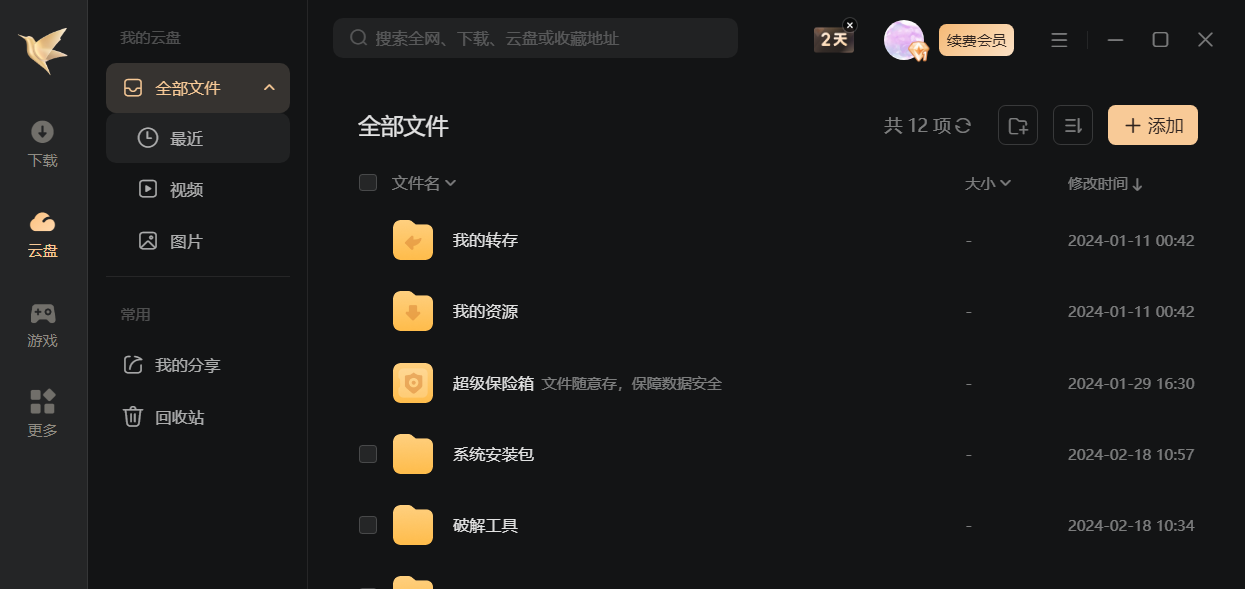 我的云盘
搜索全网、下载、云盘或收藏地址
2天
续费会员
全部文件
最近
视频
图片
常用
我的分享
回收站
下载
云盘
游戏
更多
全部文件
共 12 项
添加
文件名
大小
修改时间
我的转存
-
2024-01-11 00:42
我的资源
-
2024-01-11 00:42
超级保险箱 文件随意存，保障数据安全
-
2024-01-29 16:30
系统安装包
-
2024-02-18 10:57
破解工具
-
2024-02-18 10:34